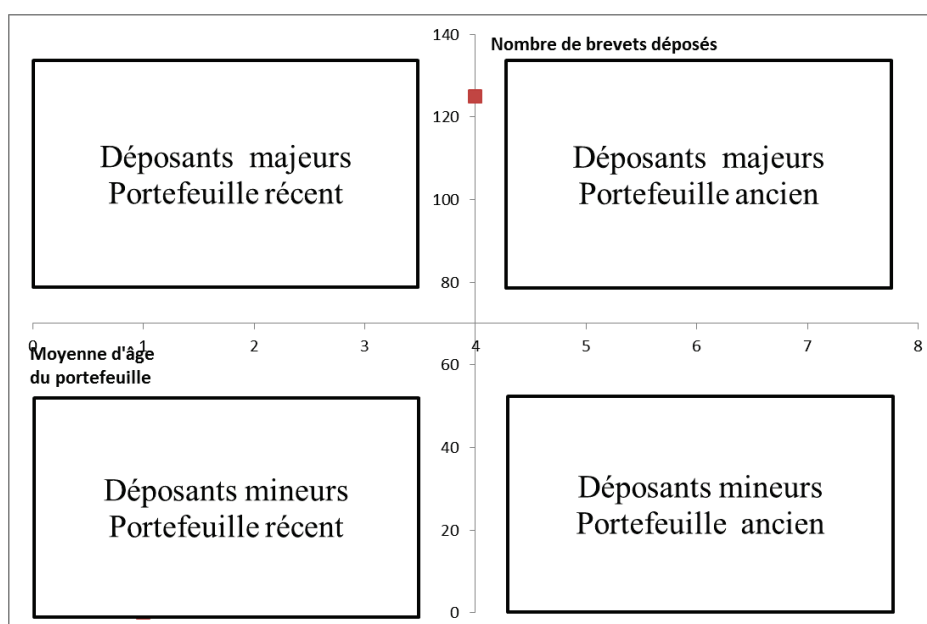 140
Nombre de brevets déposés
Déposants majeurs
Portefeuille récent
Déposants majeurs
Portefeuille ancien
120
100
80
0 1 2 3 4 5 6 7 8
Moyenne d'âge
du portefeuille
60
40
20
0
Déposants mineurs
Portefeuille récent
Déposants mineurs
Portefeuille ancien